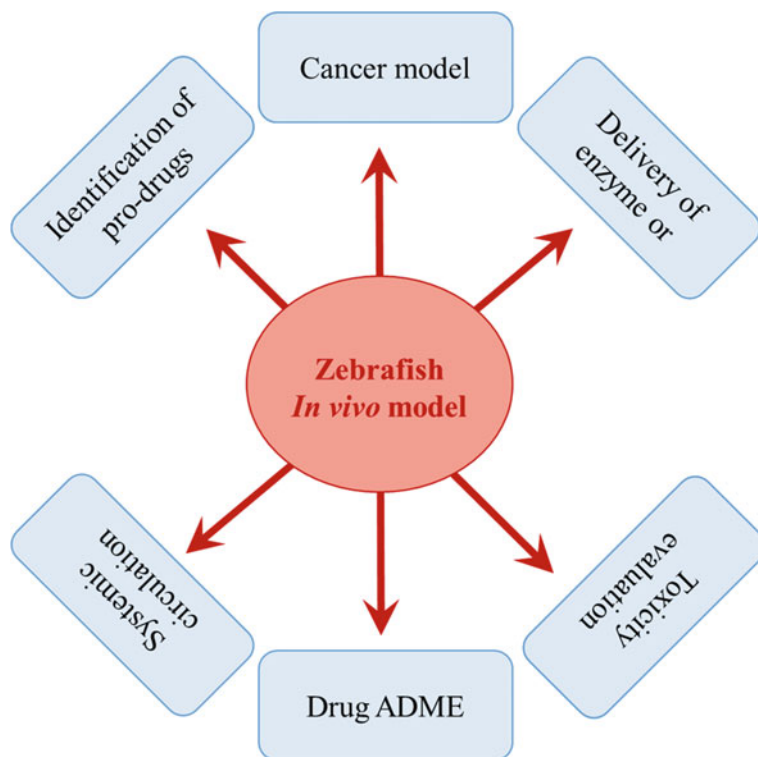 Cancer model
Identification of
pro-drugs
Delivery of
enzyme or
Zebrafish
In vivo model
Systemic
circulation
Toxicity
evaluation
Drug ADME